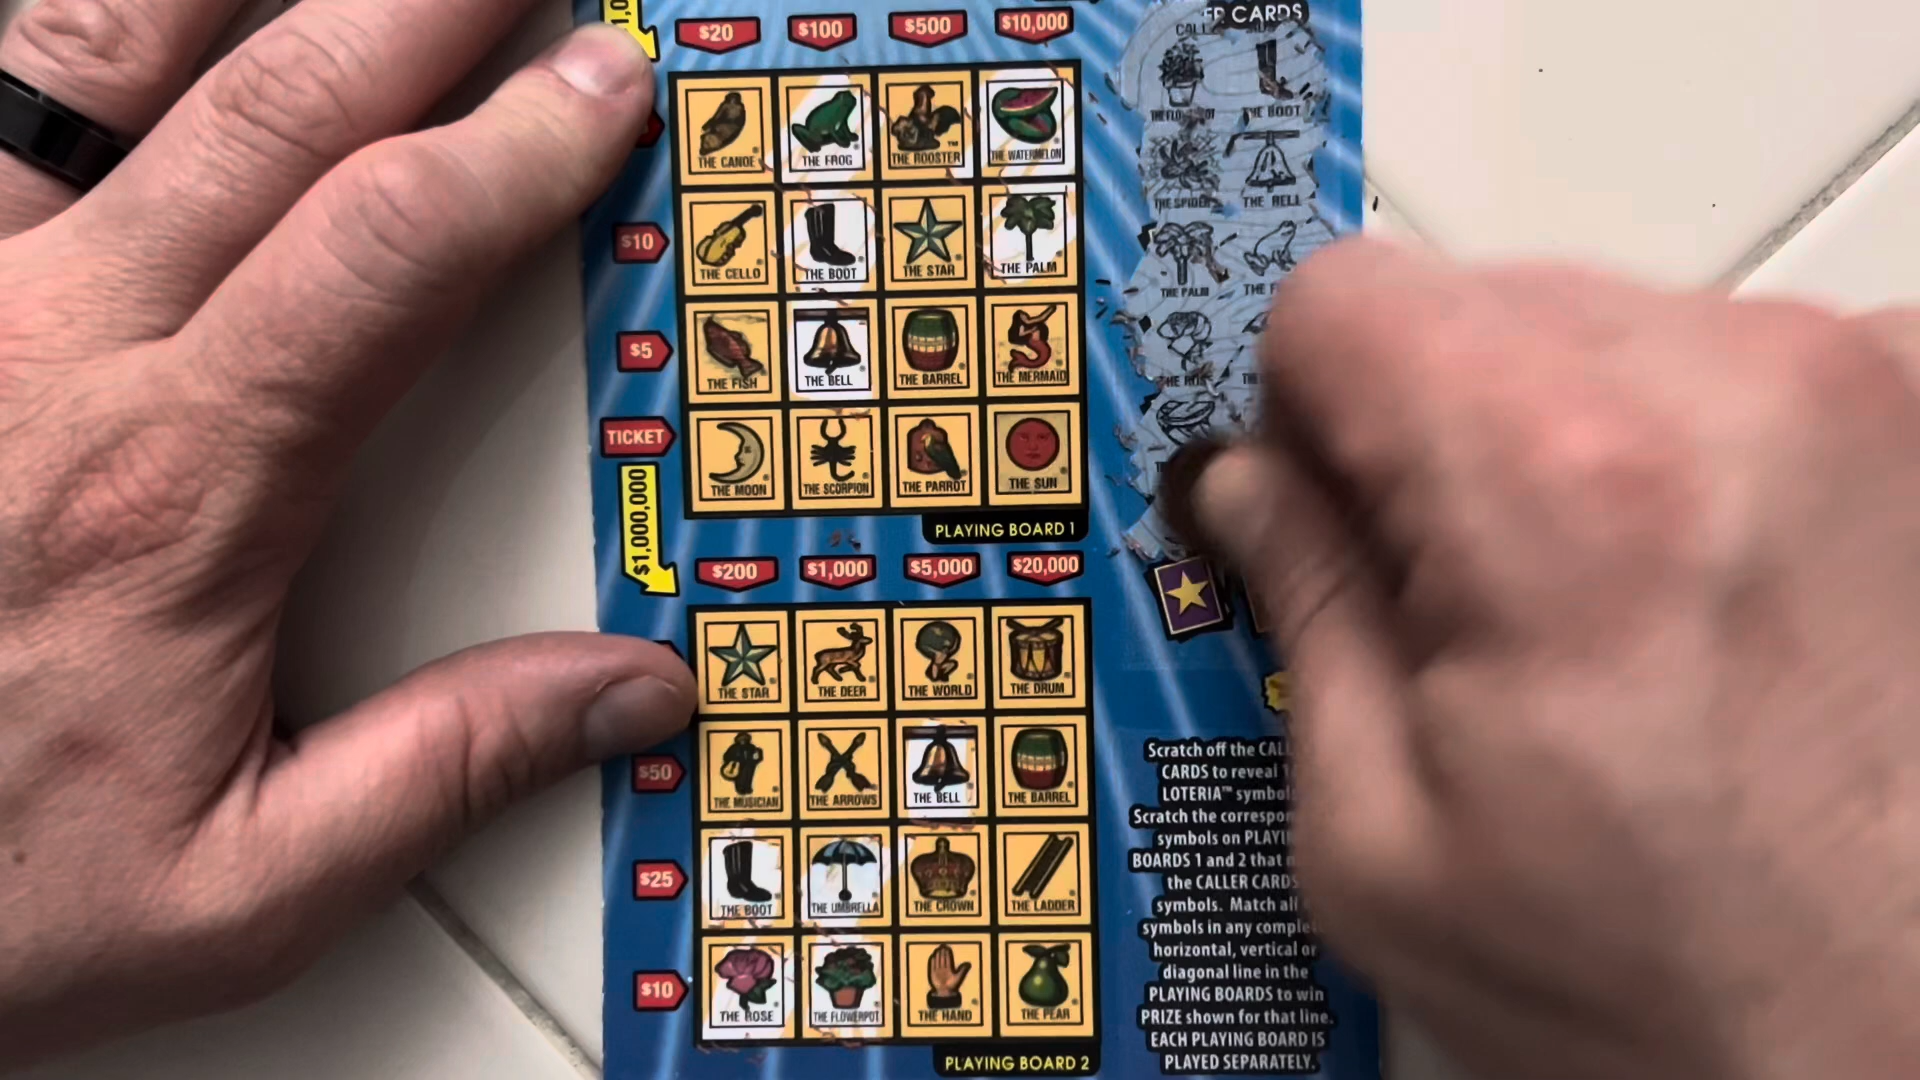 $20 $100 $500 $10,000
CARDS
THE CANOE THE FROG THE ROOSTER™ THE WATERMELON
THE BOOT
THE SPIDER THE BELL
$10
THE CELLO THE BOOT THE STAR THE PALM
THE PALM
$5
THE FISH THE BELL THE BARREL THE MERMAID
TICKET
THE MOON THE SCORPION THE PARROT THE SUN
PLAYING BOARD 1
$1,000,000
$200 $1,000 $5,000 $20,000
THE STAR THE DEER THE WORLD THE DRUM
$50
THE MUSICIAN THE ARROWS THE BELL THE BARREL
$25
THE BOOT THE UMBRELLA THE CROWN THE LADDER
$10
THE ROSE THE FLOWERPOT THE HAND THE PEAR
PLAYING BOARD 2
Scratch off the
CARDS to reveal
LOTERIA™
Scratch the
symbols on
BOARDS 1 and 2 that
the CALLER CARDS
symbols. Match all
symbols in any
horizontal, vertical or
diagonal line in the
PLAYING BOARDS to win
PRIZE shown for that line.
EACH PLAYING BOARD IS
PLAYED SEPARATELY.